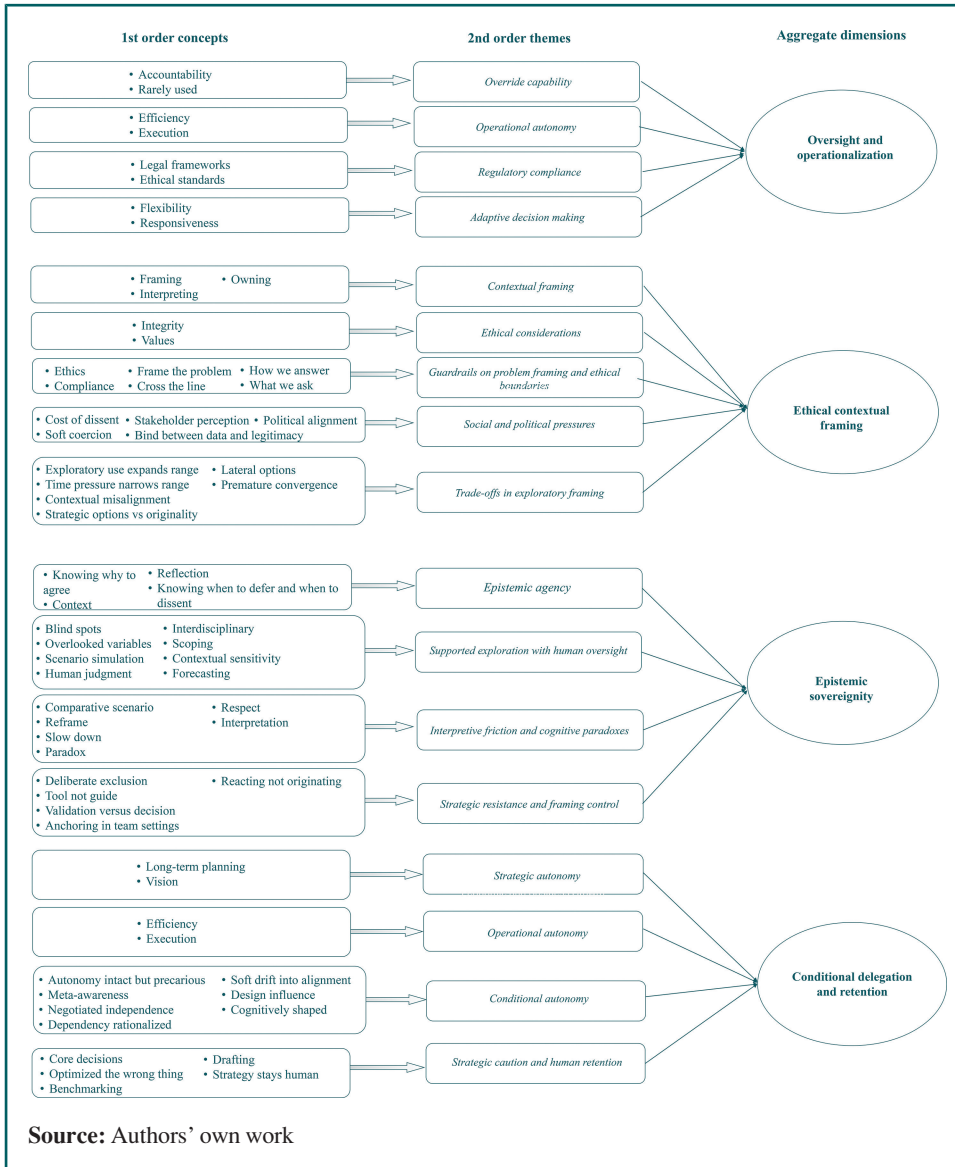 1st order concepts
2nd order themes
Aggregate dimensions
• Accountability
• Rarely used
Override capability
• Efficiency
• Execution
Operational autonomy
• Legal frameworks
• Ethical standards
Regulatory compliance
• Flexibility
• Responsiveness
Adaptive decision making
Oversight and
operationalization
• Framing
• Interpreting
• Owning
Contextual framing
• Integrity
• Values
Ethical considerations
• Ethics
• Compliance
• Frame the problem
• Cross the line
• How we answer
• What we ask
Guardrails on problem framing and ethical
boundaries
• Cost of dissent
• Soft coercion
• Stakeholder perception
• Political alignment
• Bind between data and legitimacy
Social and political pressures
• Exploratory use expands range
• Time pressure narrows range
• Contextual misalignment
• Strategic options vs originality
• Lateral options
• Premature convergence
Trade-offs in exploratory framing
Ethical contextual
framing
• Knowing why to
agree
• Context
• Reflection
• Knowing when to defer and when to
dissent
Epistemic agency
• Blind spots
• Overlooked variables
• Scenario simulation
• Human judgment
• Interdisciplinary
• Scoping
• Contextual sensitivity
• Forecasting
Supported exploration with human oversight
• Comparative scenario
• Reframe
• Slow down
• Paradox
• Respect
• Interpretation
Interpretive friction and cognitive paradoxes
• Deliberate exclusion
• Tool not guide
• Validation versus decision
• Anchoring in team settings
• Reacting not originating
Strategic resistance and framing control
Epistemic
sovereignty
• Long-term planning
• Vision
Strategic autonomy
• Efficiency
• Execution
Operational autonomy
• Autonomy intact but precarious
• Meta-awareness
• Negotiated independence
• Dependency rationalized
• Soft drift into alignment
• Design influence
• Cognitively shaped
Conditional autonomy
• Core decisions
• Optimized the wrong thing
• Benchmarking
• Drafting
• Strategy stays human
Strategic caution and human retention
Conditional delegation
and retention
Source: Authors' own work